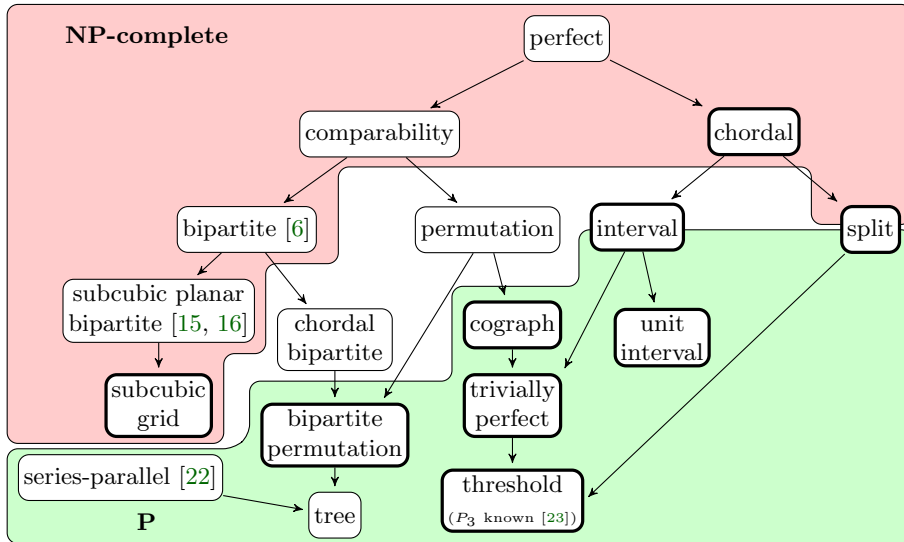 NP-complete
perfect
comparability
chordal
bipartite [6]
permutation
interval
split
subcubic planar
bipartite [15, 16]
chordal
bipartite
cograph
unit
interval
subcubic
grid
trivially
perfect
bipartite
permutation
series-parallel [22]
threshold
(P3 known [23])
tree
P